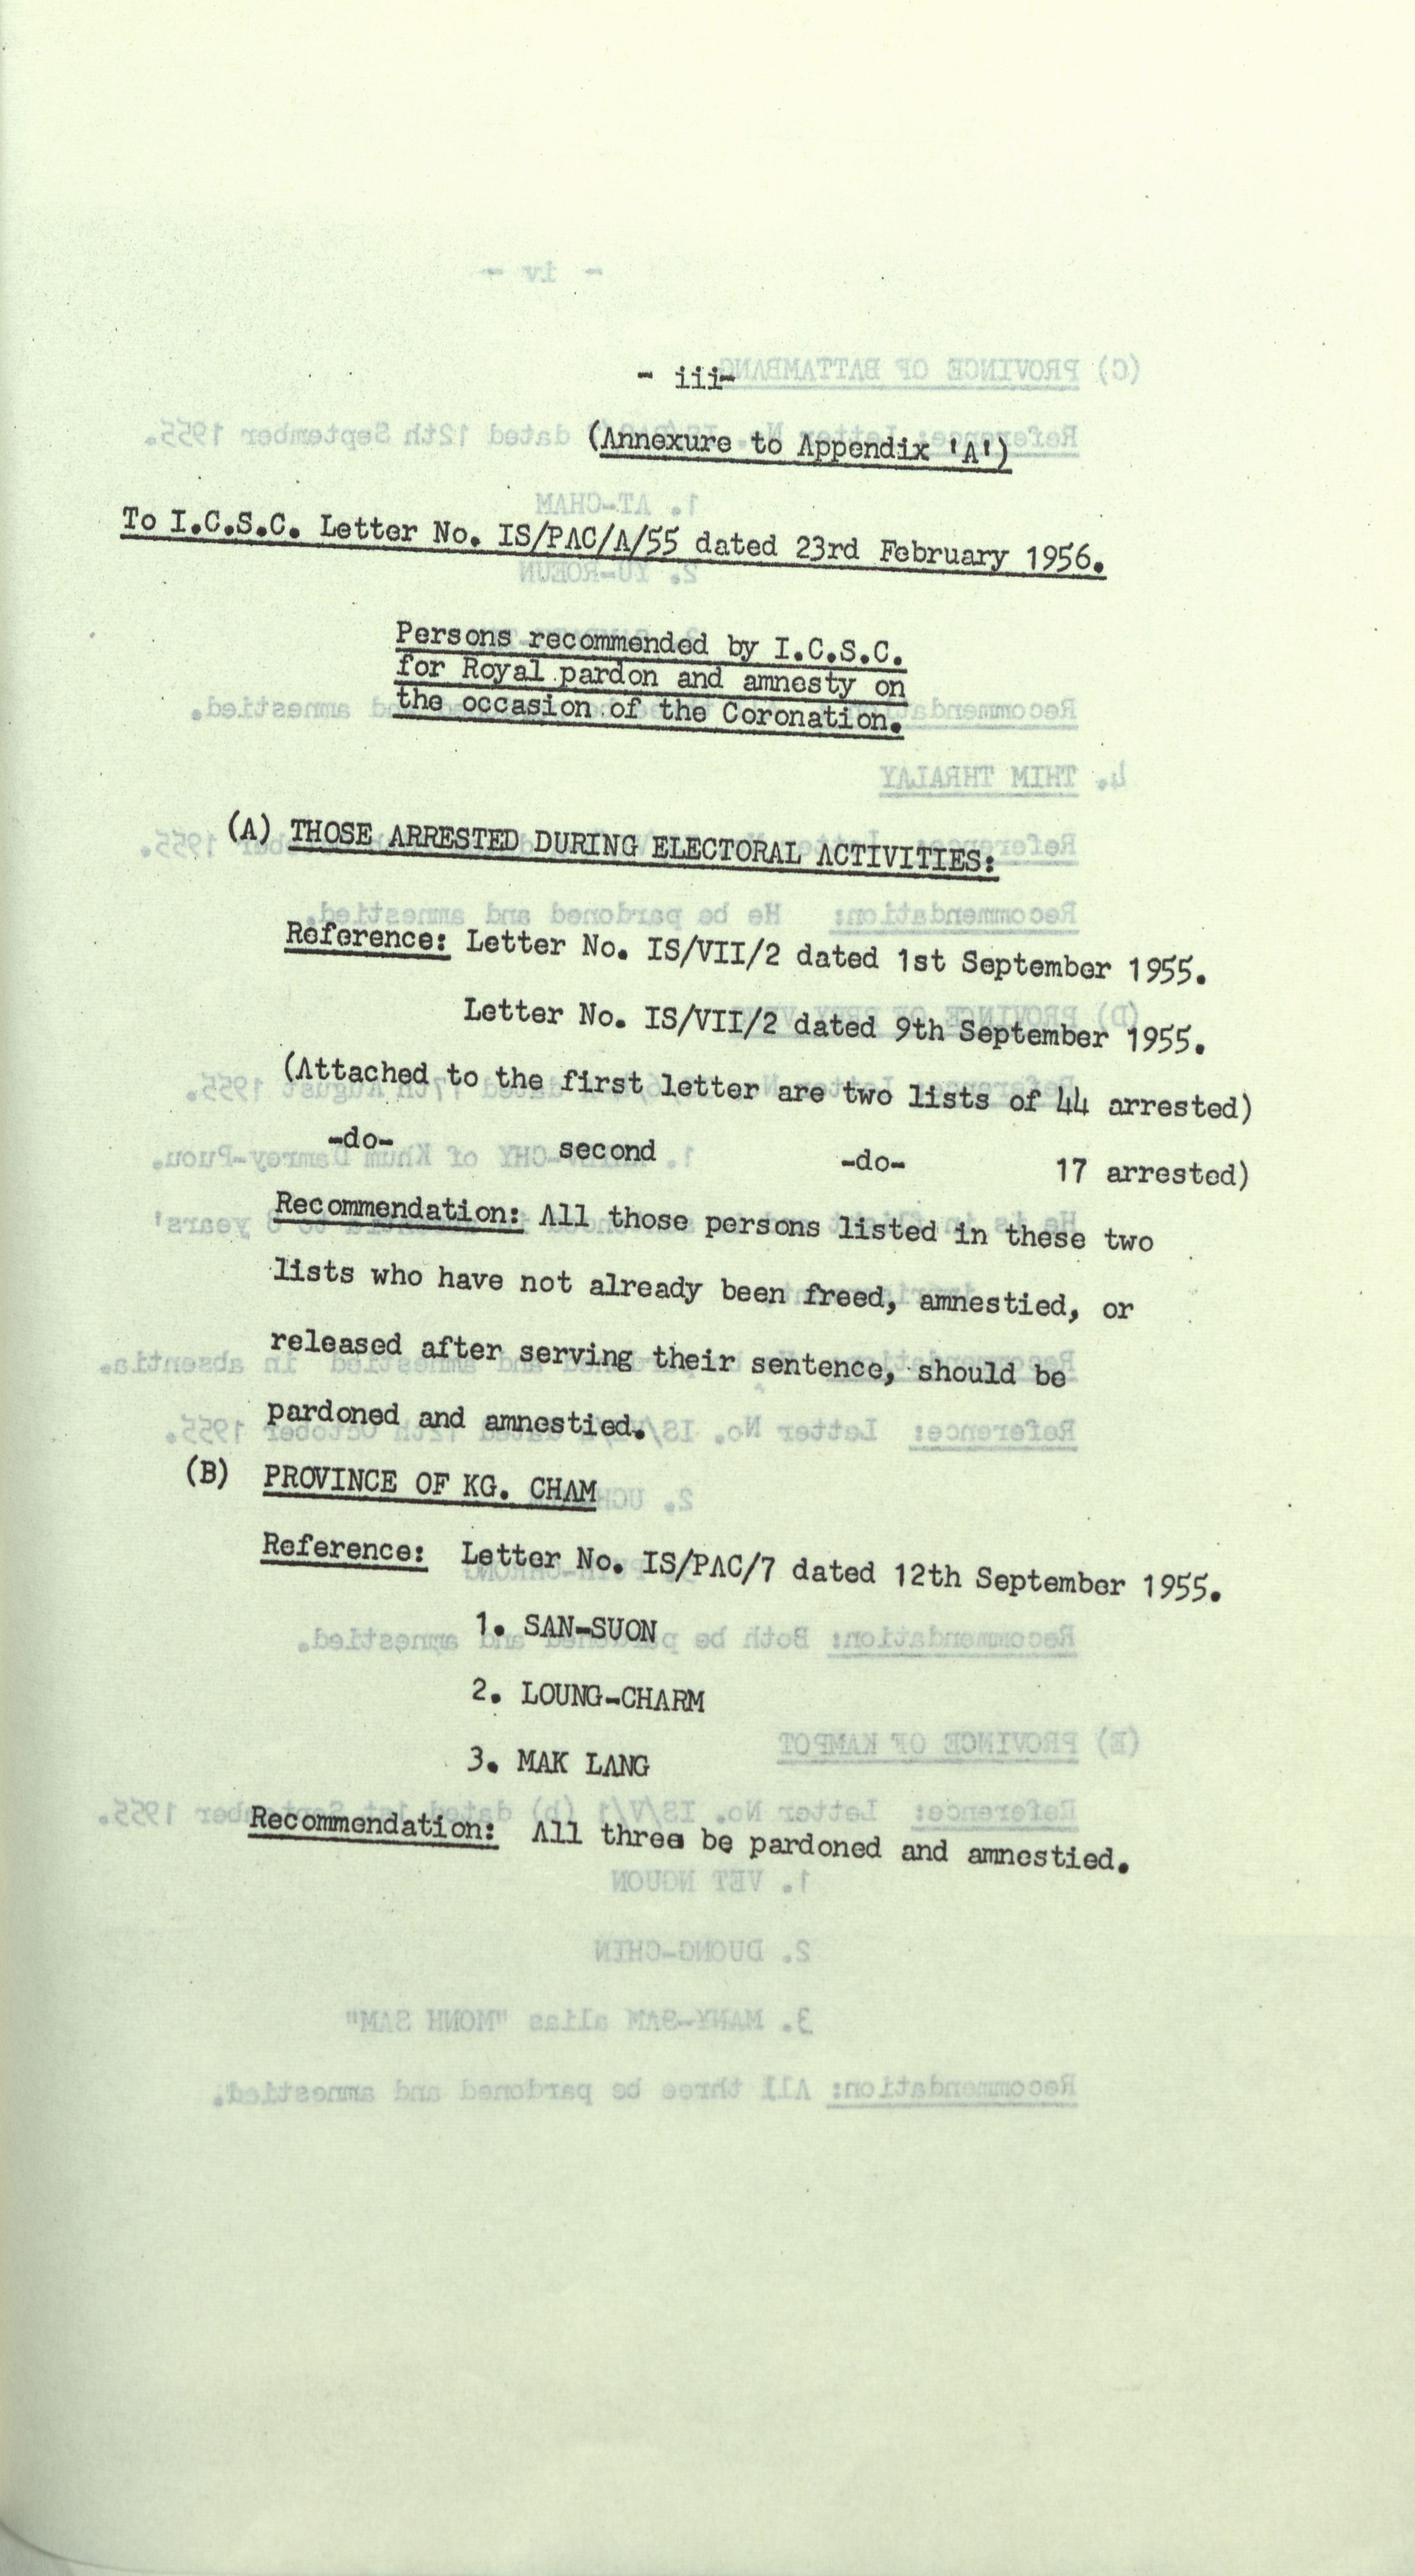 - iii-
(Annexure to Appendix 'A')
To I.C.S.C. Letter No. IS/PAC/A/55 dated 23rd February 1956.
Persons recommended by I.C.S.C.
for Royal pardon and amnesty on
the occasion of the Coronation.
(A) THOSE ARRESTED DURING ELECTORAL ACTIVITIES:
Reference: Letter No. IS/VII/2 dated 1st September 1955.
Letter No. IS/VII/2 dated 9th September 1955.
(Attached to the first letter are two lists of 44 arrested)
-do- second -do- 17 arrested)
Recommendation: All those persons listed in these two
lists who have not already been freed, amnestied, or
released after serving their sentence, should be
pardoned and amnestied.
(B) PROVINCE OF KG. CHAM
Reference: Letter No. IS/PAC/7 dated 12th September 1955.
1. SAN-SUON
2. LOUNG-CHARM
3. MAK LANG
Recommendation: All three be pardoned and amnestied.